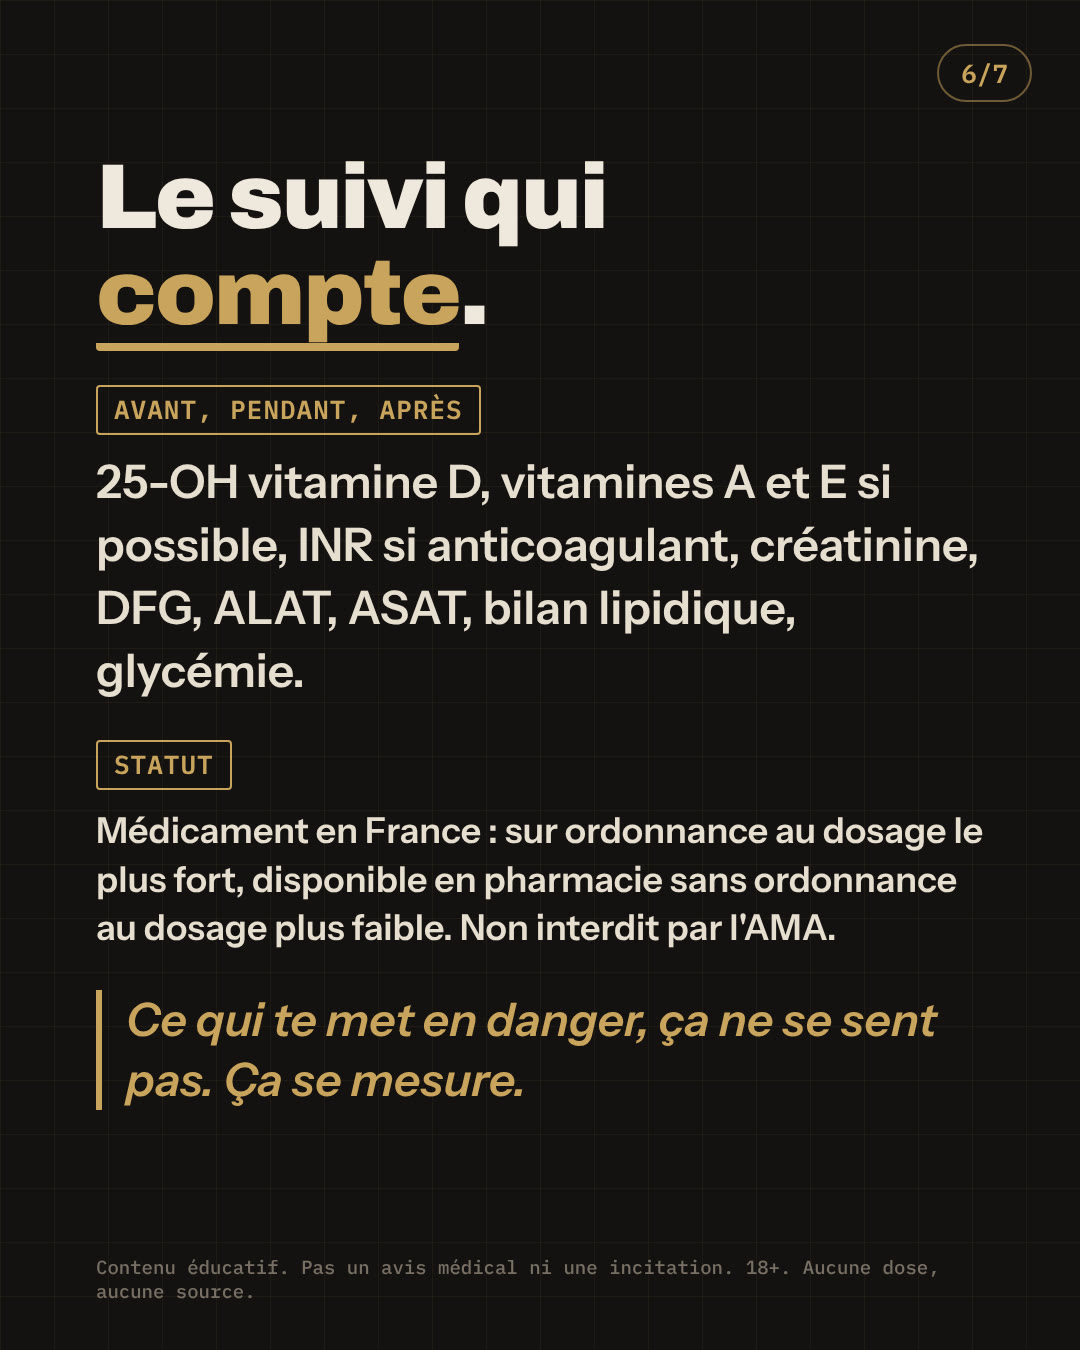 6/7
Le suivi qui
compte.
AVANT, PENDANT, APRÈS
25-OH vitamine D, vitamines A et E si
possible, INR si anticoagulant, créatinine,
DFG, ALAT, ASAT, bilan lipidique,
glycémie.
STATUT
Médicament en France : sur ordonnance au dosage le
plus fort, disponible en pharmacie sans ordonnance
au dosage plus faible. Non interdit par l'AMA.
Ce qui te met en danger, ça ne se sent
pas. Ça se mesure.
Contenu éducatif. Pas un avis médical ni une incitation. 18+. Aucune dose,
aucune source.